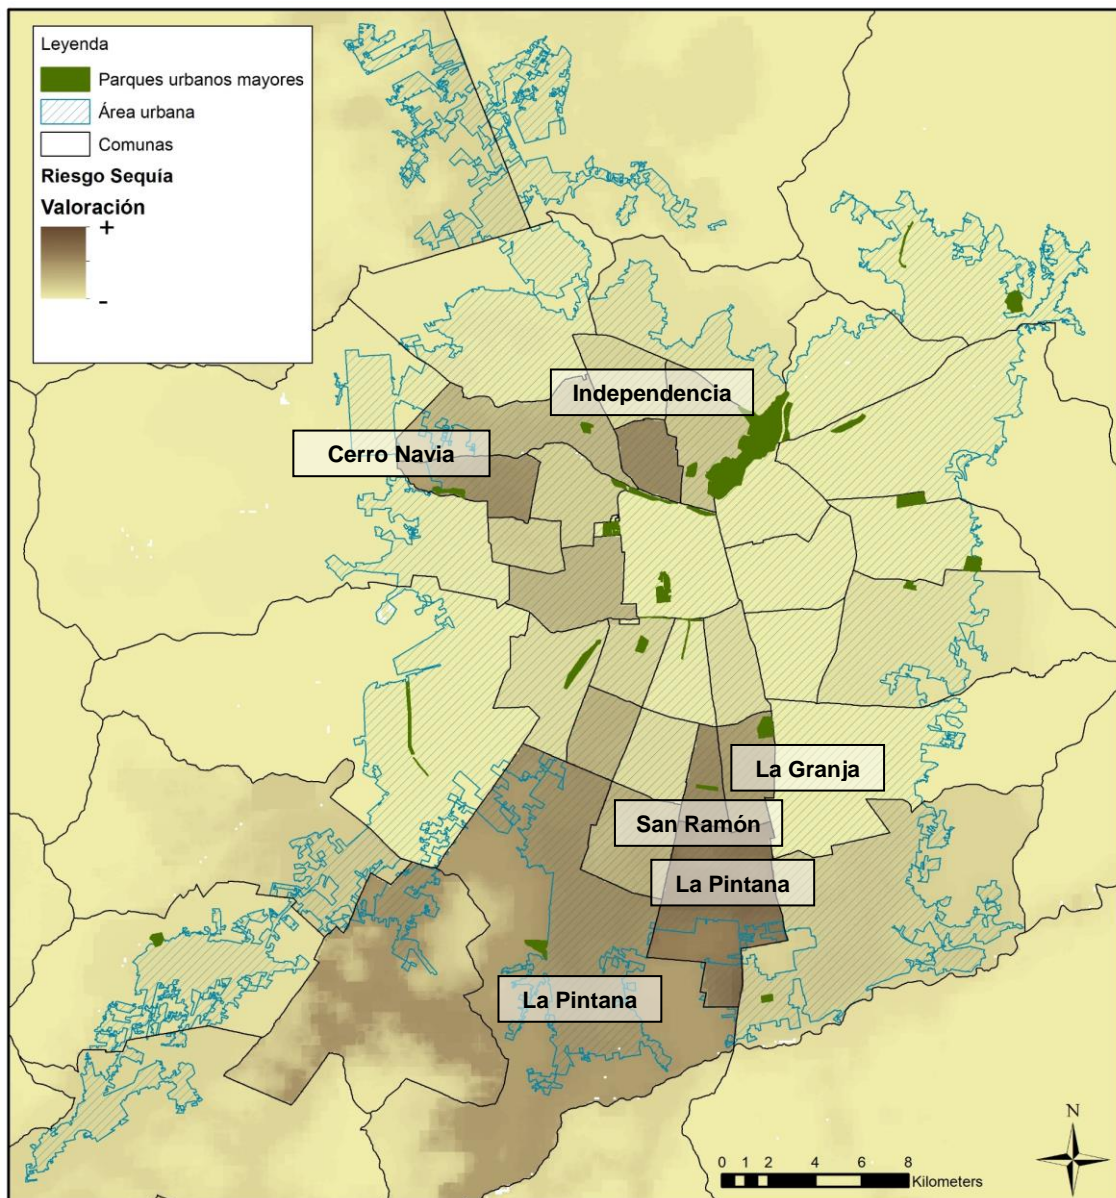 Leyenda
Parques urbanos mayores
Área urbana
Comunas
Riesgo Sequía
Valoración
+
-
Independencia
Cerro Navia
La Granja
San Ramón
La Pintana
La Pintana
N
0 1 2 4 6 8
Kilometers